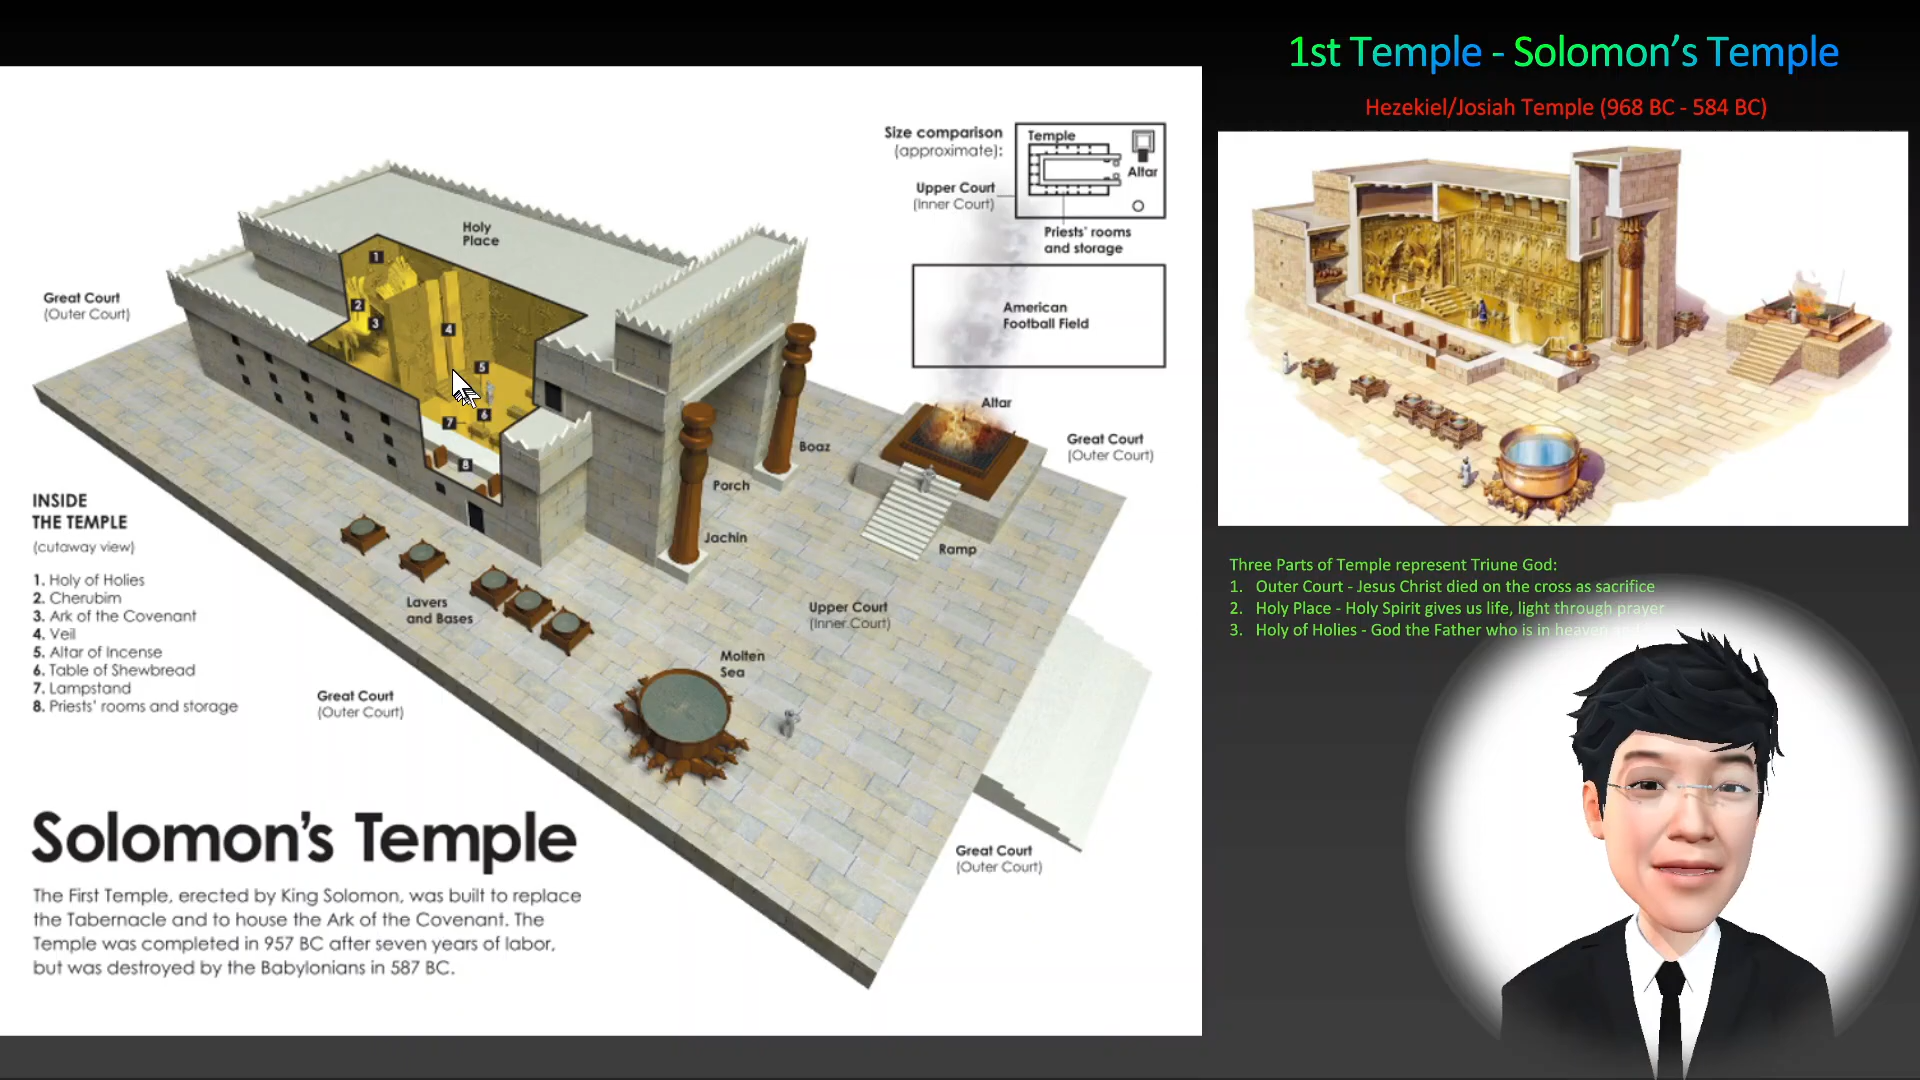 1st Temple - Solomon's Temple
Hezekiel/Josiah Temple (968 BC - 584 BC)
Size comparison
(approximate):
Temple
Altar
Upper Court
(Inner Court)
Priests' rooms
and storage
American
Football Field
Holy
Place
1
2
3
4
5
6
7
8
Great Court
(Outer Court)
Altar
Great Court
(Outer Court)
Boaz
Porch
Jachin
Ramp
INSIDE
THE TEMPLE
(cutaway view)
1. Holy of Holies
2. Cherubim
3. Ark of the Covenant
4. Veil
5. Altar of Incense
6. Table of Shewbread
7. Lampstand
8. Priests' rooms and storage
Lavers
and Bases
Upper Court
(Inner Court)
Molten
Sea
Great Court
(Outer Court)
Great Court
(Outer Court)
Solomon's Temple
The First Temple, erected by King Solomon, was built to replace
the Tabernacle and to house the Ark of the Covenant. The
Temple was completed in 957 BC after seven years of labor,
but was destroyed by the Babylonians in 587 BC.
Three Parts of Temple represent Triune God:
1. Outer Court - Jesus Christ died on the cross as sacrifice
2. Holy Place - Holy Spirit gives us life, light through prayer
3. Holy of Holies - God the Father who is in heaven